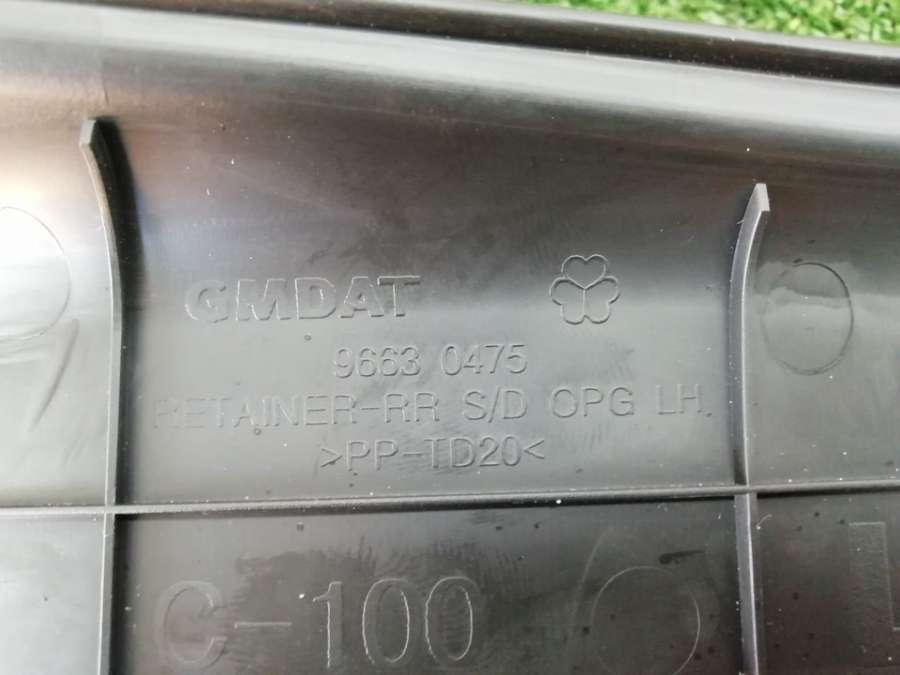 GMDAT
9663 0475
RETAINER-RR S/D OPG LH
>PP-TD20<
C-100